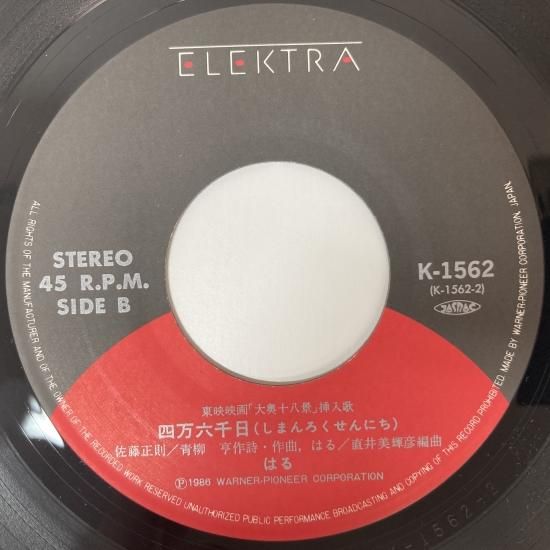 ELEKTRA
STEREO
45 R.P.M.
SIDE B
K-1562
(K-1562-2)
JASRAC
東映映画「大奥十八景」挿入歌
四万六千日(しまんろくせんにち)
佐藤正則/青柳 亨作詩・作曲, はる/直井美輝彦編曲
はる
Ⓟ1986 WARNER-PIONEER CORPORATION
ALL RIGHTS OF THE MANUFACTURER AND OF THE OWNER OF THE RECORDED WORK RESERVED UNAUTHORIZED PUBLIC PERFORMANCE BROADCASTING AND COPYING OF THIS RECORD PROHIBITED. MADE BY WARNER-PIONEER CORPORATION, JAPAN.